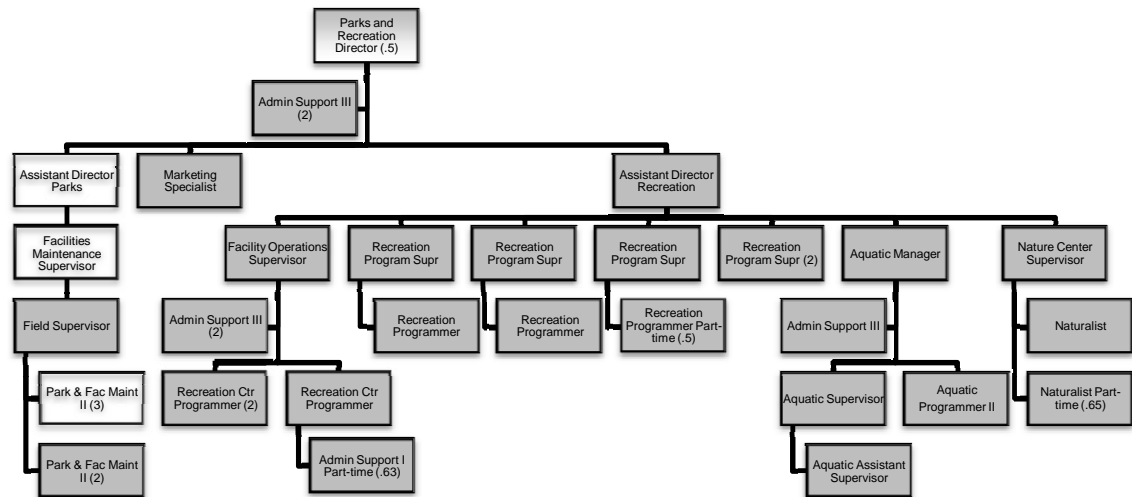 Parks and
Recreation
Director (.5)
Admin Support III
(2)
Assistant Director
Parks
Marketing
Specialist
Assistant Director
Recreation
Facilities
Maintenance
Supervisor
Facility Operations
Supervisor
Recreation
Program Supr
Recreation
Program Supr
Recreation
Program Supr
Recreation
Program Supr (2)
Aquatic Manager
Nature Center
Supervisor
Field Supervisor
Admin Support III
(2)
Recreation
Programmer
Recreation
Programmer
Recreation
Programmer Part-
time (.5)
Admin Support III
Naturalist
Park & Fac Maint
II (3)
Recreation Ctr
Programmer (2)
Recreation Ctr
Programmer
Aquatic Supervisor
Aquatic
Programmer II
Naturalist Part-
time (.65)
Park & Fac Maint
II (2)
Admin Support I
Part-time (.63)
Aquatic Assistant
Supervisor